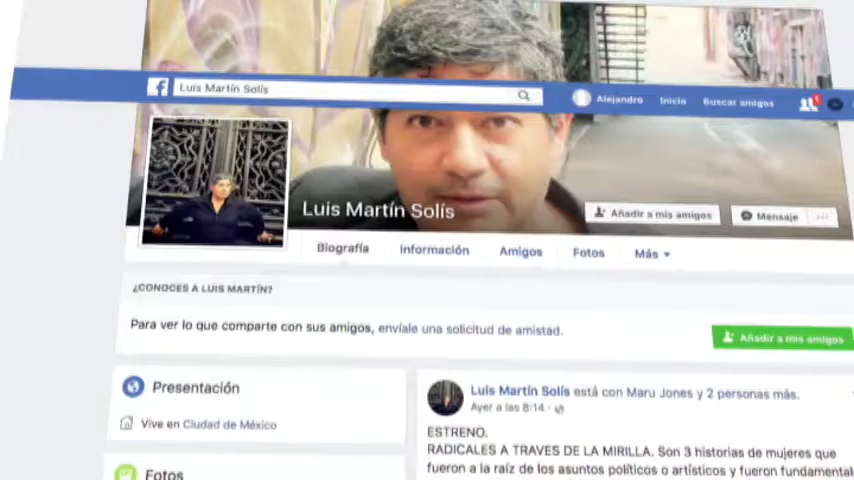 Luis Martín Solís
Alejandro Inicio Buscar amigos 1
Luis Martín Solís
Añadir a mis amigos Mensaje ...
Biografía Información Amigos Fotos Más
¿CONOCES A LUIS MARTÍN?
Para ver lo que comparte con sus amigos, envíale una solicitud de amistad.
Añadir a mis amigos
Presentación
Vive en Ciudad de México
Fotos
Luis Martín Solís está con Maru Jones y 2 personas más.
Ayer a las 8:14 ·
ESTRENO.
RADICALES A TRAVES DE LA MIRILLA. Son 3 historias de mujeres que
fueron a la raíz de los asuntos políticos o artísticos y fueron fundamental